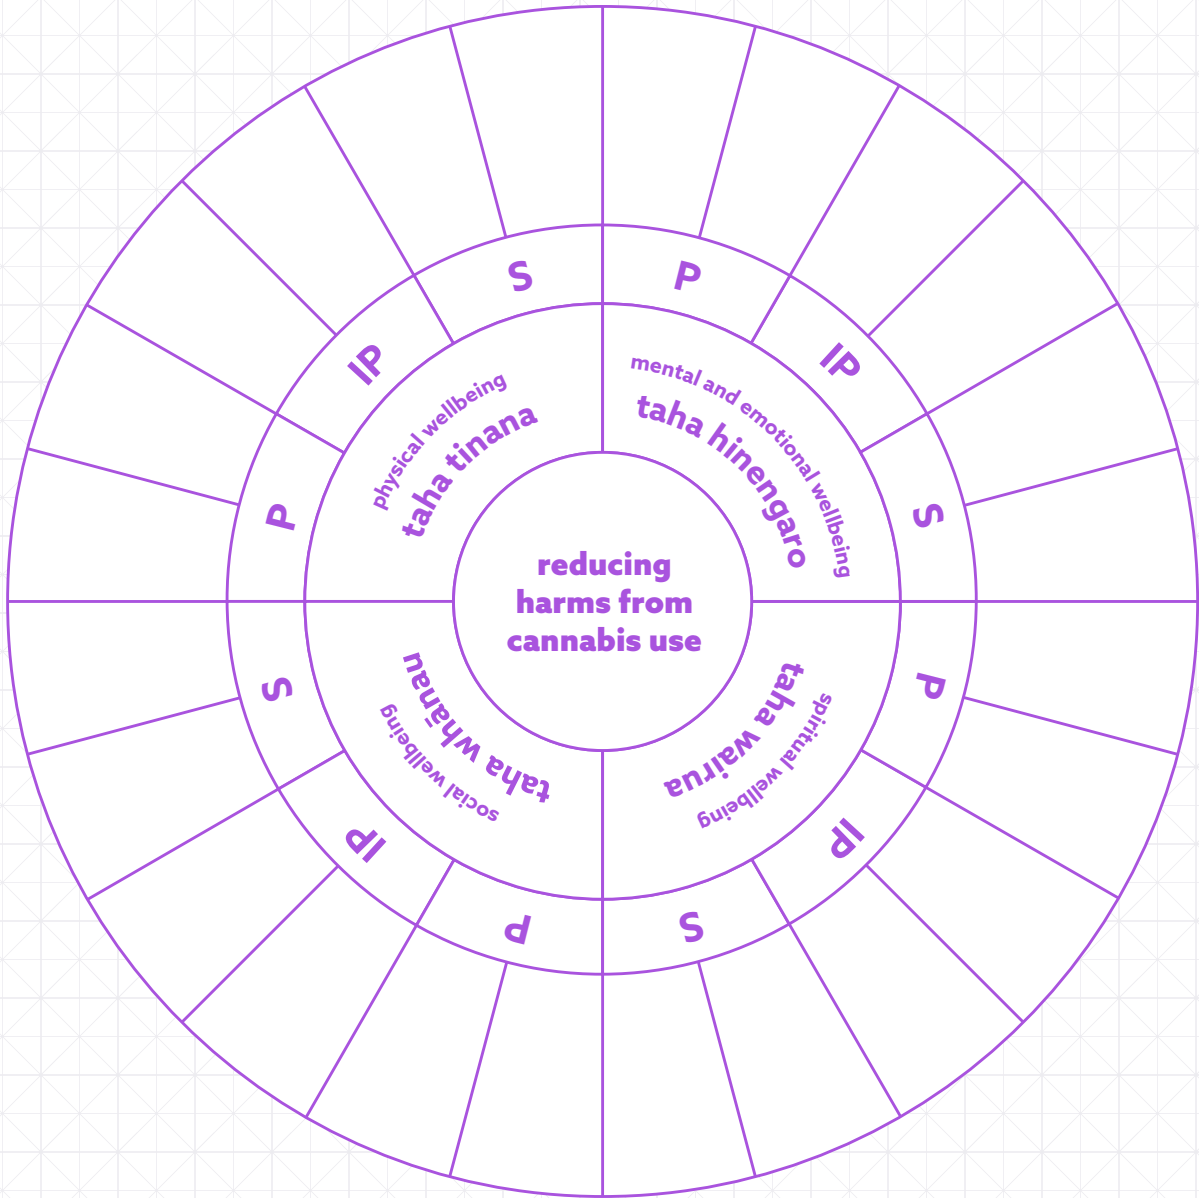 reducing
harms from
cannabis use
P
IP
S
physical wellbeing
taha tinana
P
IP
S
mental and emotional wellbeing
taha hinengaro
P
IP
S
taha wairua
spiritual wellbeing
P
IP
S
taha whānau
social wellbeing